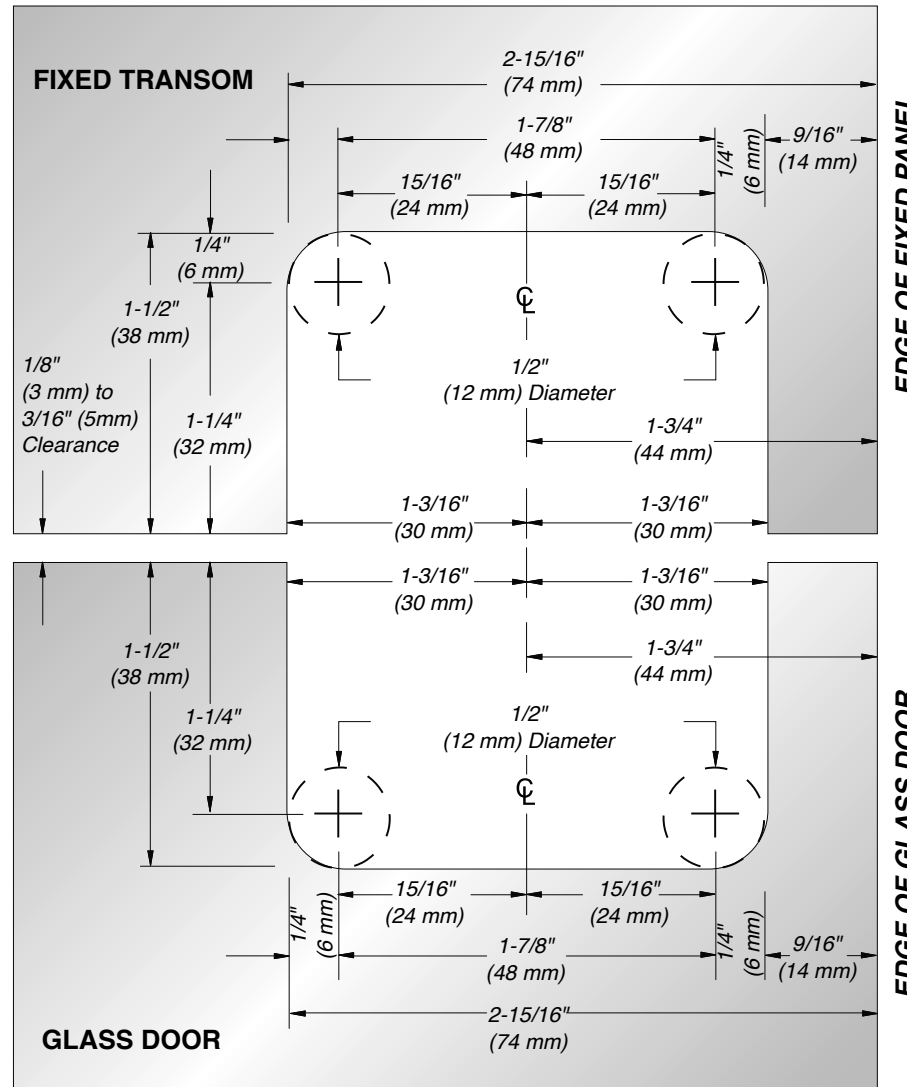 FIXED TRANSOM
2-15/16"
(74 mm)
1-7/8"
(48 mm)
1/4"
(6 mm)
9/16"
(14 mm)
15/16"
(24 mm)
15/16"
(24 mm)
EDGE OF FIXED PANEL
1/4"
(6 mm)
1-1/2"
(38 mm)
℄
1/8"
(3 mm) to
3/16" (5mm)
Clearance
1/2"
(12 mm) Diameter
1-1/4"
(32 mm)
1-3/4"
(44 mm)
1-3/16"
(30 mm)
1-3/16"
(30 mm)
1-3/16"
(30 mm)
1-3/16"
(30 mm)
1-1/2"
(38 mm)
1-3/4"
(44 mm)
1-1/4"
(32 mm)
1/2"
(12 mm) Diameter
℄
EDGE OF GLASS DOOR
1/4"
(6 mm)
15/16"
(24 mm)
15/16"
(24 mm)
1-7/8"
(48 mm)
1/4"
(6 mm)
9/16"
(14 mm)
2-15/16"
(74 mm)
GLASS DOOR